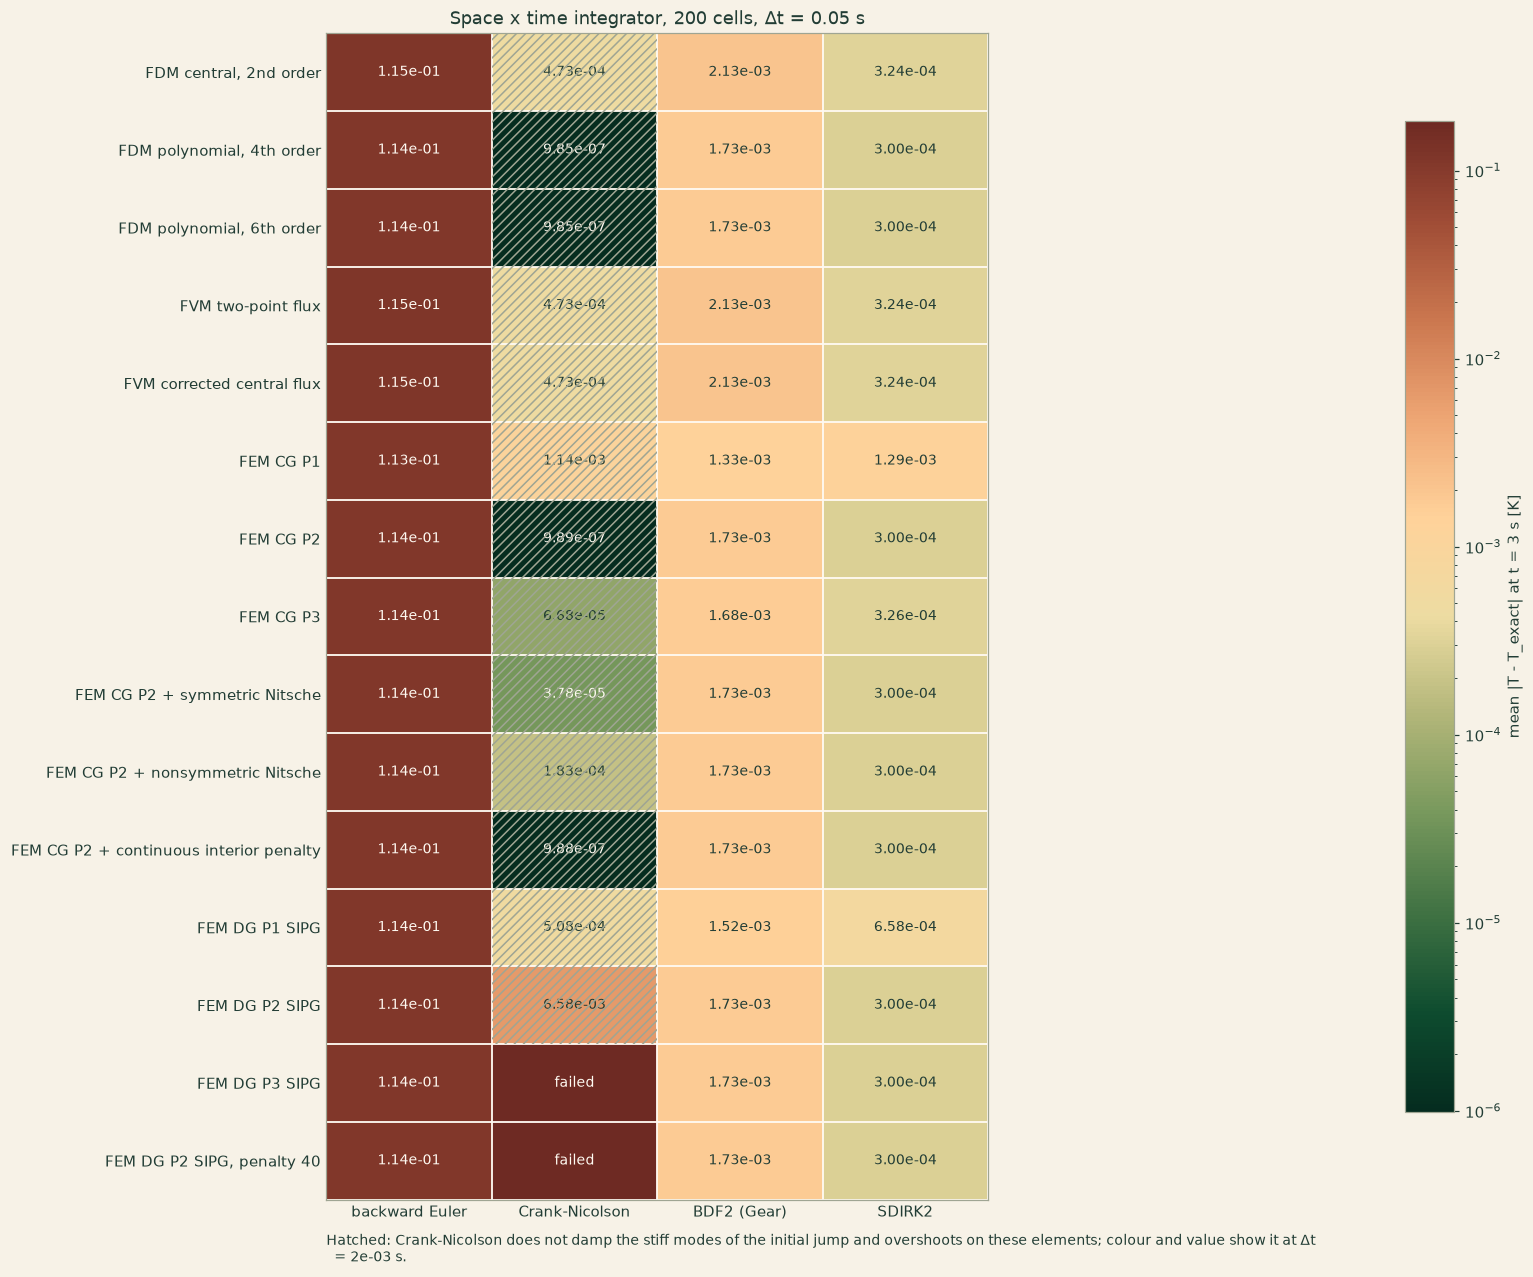 Space x time integrator, 200 cells, Δt = 0.05 s
FDM central, 2nd order 1.15e-01 4.73e-04 2.13e-03 3.24e-04
FDM polynomial, 4th order 1.14e-01 9.85e-07 1.73e-03 3.00e-04
FDM polynomial, 6th order 1.14e-01 9.85e-07 1.73e-03 3.00e-04
FVM two-point flux 1.15e-01 4.73e-04 2.13e-03 3.24e-04
FVM corrected central flux 1.15e-01 4.73e-04 2.13e-03 3.24e-04
FEM CG P1 1.13e-01 1.14e-03 1.33e-03 1.29e-03
FEM CG P2 1.14e-01 9.89e-07 1.73e-03 3.00e-04
FEM CG P3 1.14e-01 6.68e-05 1.68e-03 3.26e-04
FEM CG P2 + symmetric Nitsche 1.14e-01 3.78e-05 1.73e-03 3.00e-04
FEM CG P2 + nonsymmetric Nitsche 1.14e-01 1.83e-04 1.73e-03 3.00e-04
FEM CG P2 + continuous interior penalty 1.14e-01 9.88e-07 1.73e-03 3.00e-04
FEM DG P1 SIPG 1.14e-01 5.08e-04 1.52e-03 6.58e-04
FEM DG P2 SIPG 1.14e-01 6.58e-03 1.73e-03 3.00e-04
FEM DG P3 SIPG 1.14e-01 failed 1.73e-03 3.00e-04
FEM DG P2 SIPG, penalty 40 1.14e-01 failed 1.73e-03 3.00e-04
backward Euler Crank-Nicolson BDF2 (Gear) SDIRK2
Hatched: Crank-Nicolson does not damp the stiff modes of the initial jump and overshoots on these elements; colour and value show it at Δt
= 2e-03 s.
10⁻¹
10⁻²
10⁻³
10⁻⁴
10⁻⁵
10⁻⁶
mean |T - T_exact| at t = 3 s [K]